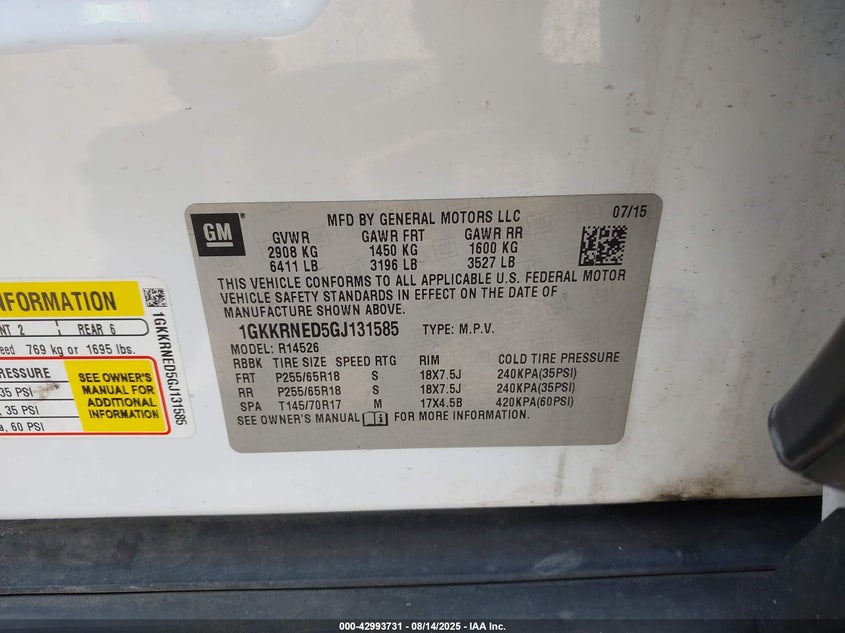 GM
MFD BY GENERAL MOTORS LLC
07/15
GVWR GAWR FRT GAWR RR
2908 KG 1450 KG 1600 KG
6411 LB 3196 LB 3527 LB
THIS VEHICLE CONFORMS TO ALL APPLICABLE U.S. FEDERAL MOTOR
VEHICLE SAFETY STANDARDS IN EFFECT ON THE DATE OF
MANUFACTURE SHOWN ABOVE.
1GKKRNED5GJ131585 TYPE: M.P.V.
MODEL: R14526
RBBK TIRE SIZE SPEED RTG RIM COLD TIRE PRESSURE
FRT P255/65R18 S 18X7.5J 240KPA(35PSI)
RR P255/65R18 S 18X7.5J 240KPA(35PSI)
SPA T145/70R17 M 17X4.5B 420KPA(60PSI)
SEE OWNER'S MANUAL FOR MORE INFORMATION.
NFORMATION
NT 2 REAR 6
eed 769 kg or 1695 lbs.
PRESSURE
35 PSI
, 35 PSI
a, 60 PSI
SEE OWNER'S
MANUAL FOR
ADDITIONAL
INFORMATION
1GKKRNED5GJ131585
000-42993731 - 08/14/2025 - IAA Inc.